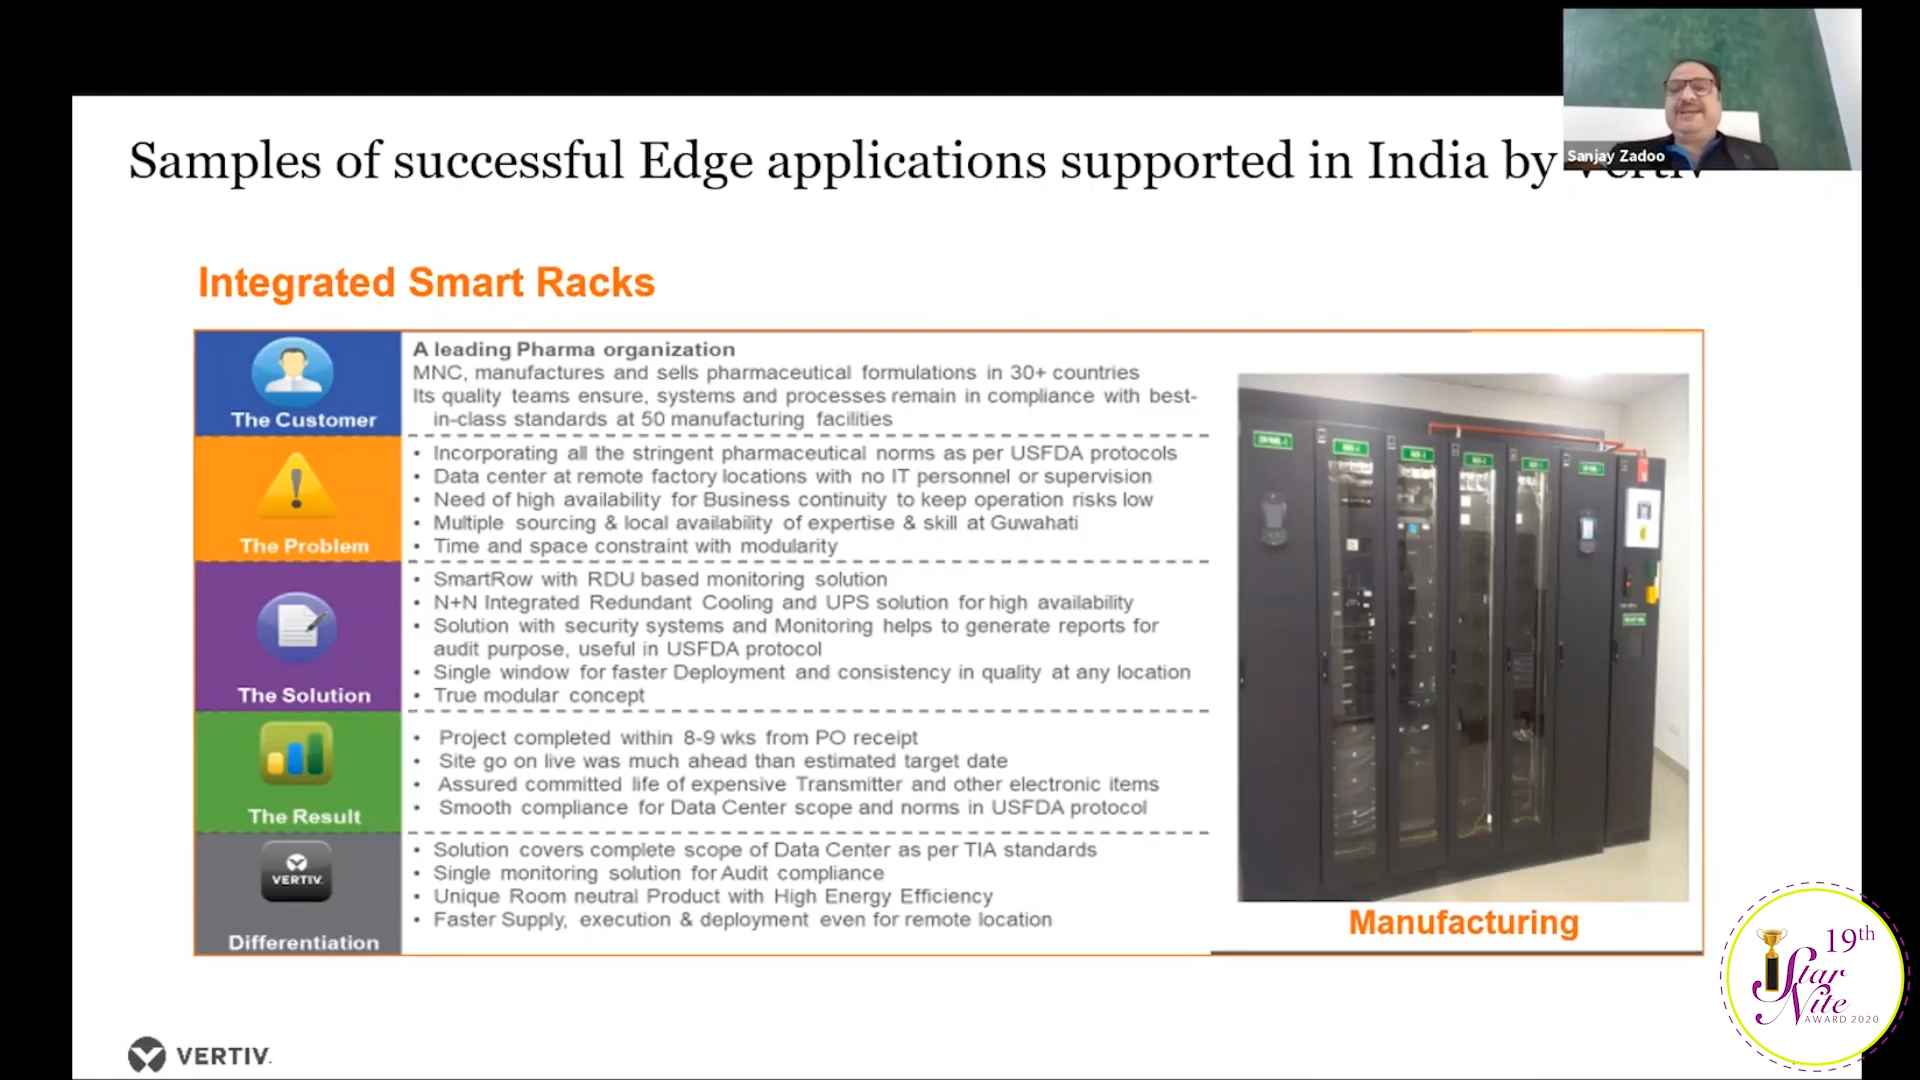 Sanjay Zadoo
Samples of successful Edge applications supported in India by Vertiv
Integrated Smart Racks
The Customer
A leading Pharma organization
MNC, manufactures and sells pharmaceutical formulations in 30+ countries
Its quality teams ensure, systems and processes remain in compliance with best-
in-class standards at 50 manufacturing facilities
The Problem
• Incorporating all the stringent pharmaceutical norms as per USFDA protocols
• Data center at remote factory locations with no IT personnel or supervision
• Need of high availability for Business continuity to keep operation risks low
• Multiple sourcing & local availability of expertise & skill at Guwahati
• Time and space constraint with modularity
The Solution
• SmartRow with RDU based monitoring solution
• N+N Integrated Redundant Cooling and UPS solution for high availability
• Solution with security systems and Monitoring helps to generate reports for
audit purpose, useful in USFDA protocol
• Single window for faster Deployment and consistency in quality at any location
• True modular concept
The Result
• Project completed within 8-9 wks from PO receipt
• Site go on live was much ahead than estimated target date
• Assured committed life of expensive Transmitter and other electronic items
• Smooth compliance for Data Center scope and norms in USFDA protocol
VERTIV.
Differentiation
• Solution covers complete scope of Data Center as per TIA standards
• Single monitoring solution for Audit compliance
• Unique Room neutral Product with High Energy Efficiency
• Faster Supply, execution & deployment even for remote location
Manufacturing
VERTIV.
19th
Star
Nite
AWARD 2020